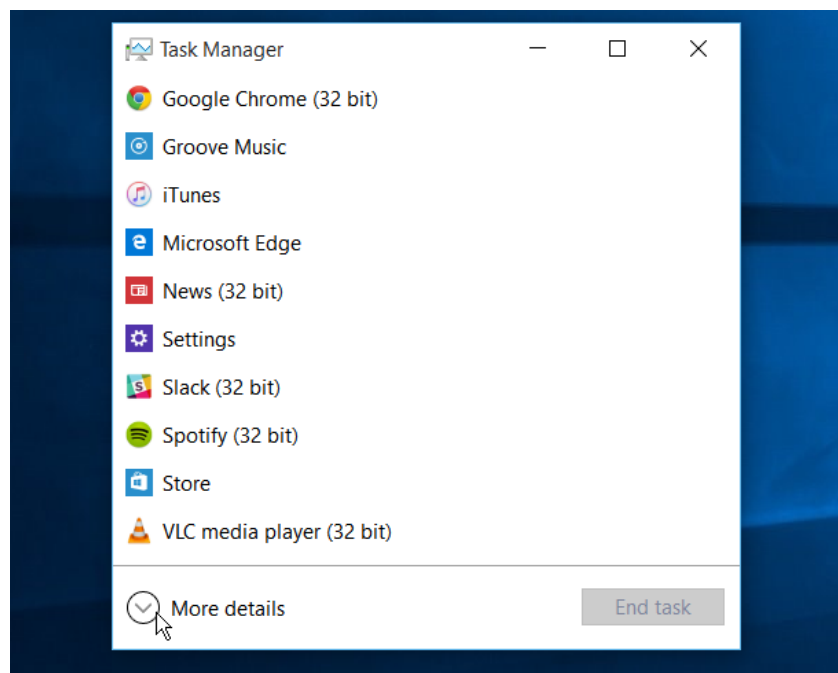 Task Manager
Google Chrome (32 bit)
Groove Music
iTunes
Microsoft Edge
News (32 bit)
Settings
Slack (32 bit)
Spotify (32 bit)
Store
VLC media player (32 bit)
More details
End task